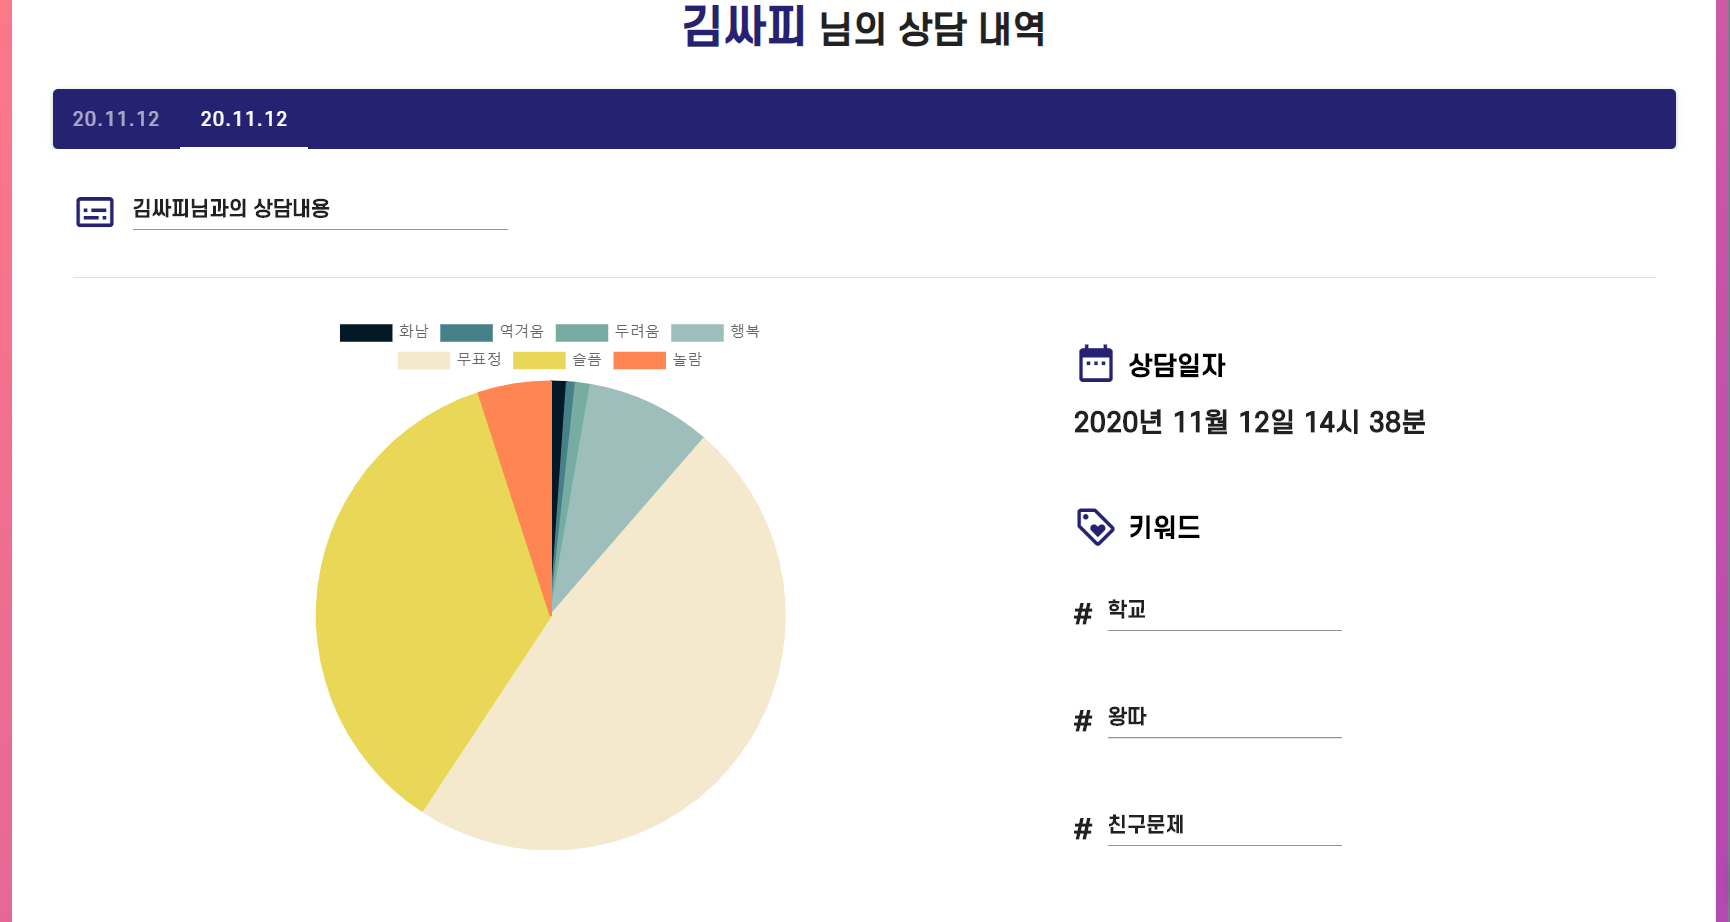 김싸피 님의 상담 내역
20.11.12 20.11.12
김싸피님과의 상담내용
화남 역겨움 두려움 행복
무표정 슬픔 놀람
상담일자
2020년 11월 12일 14시 38분
키워드
# 학교
# 왕따
# 친구문제